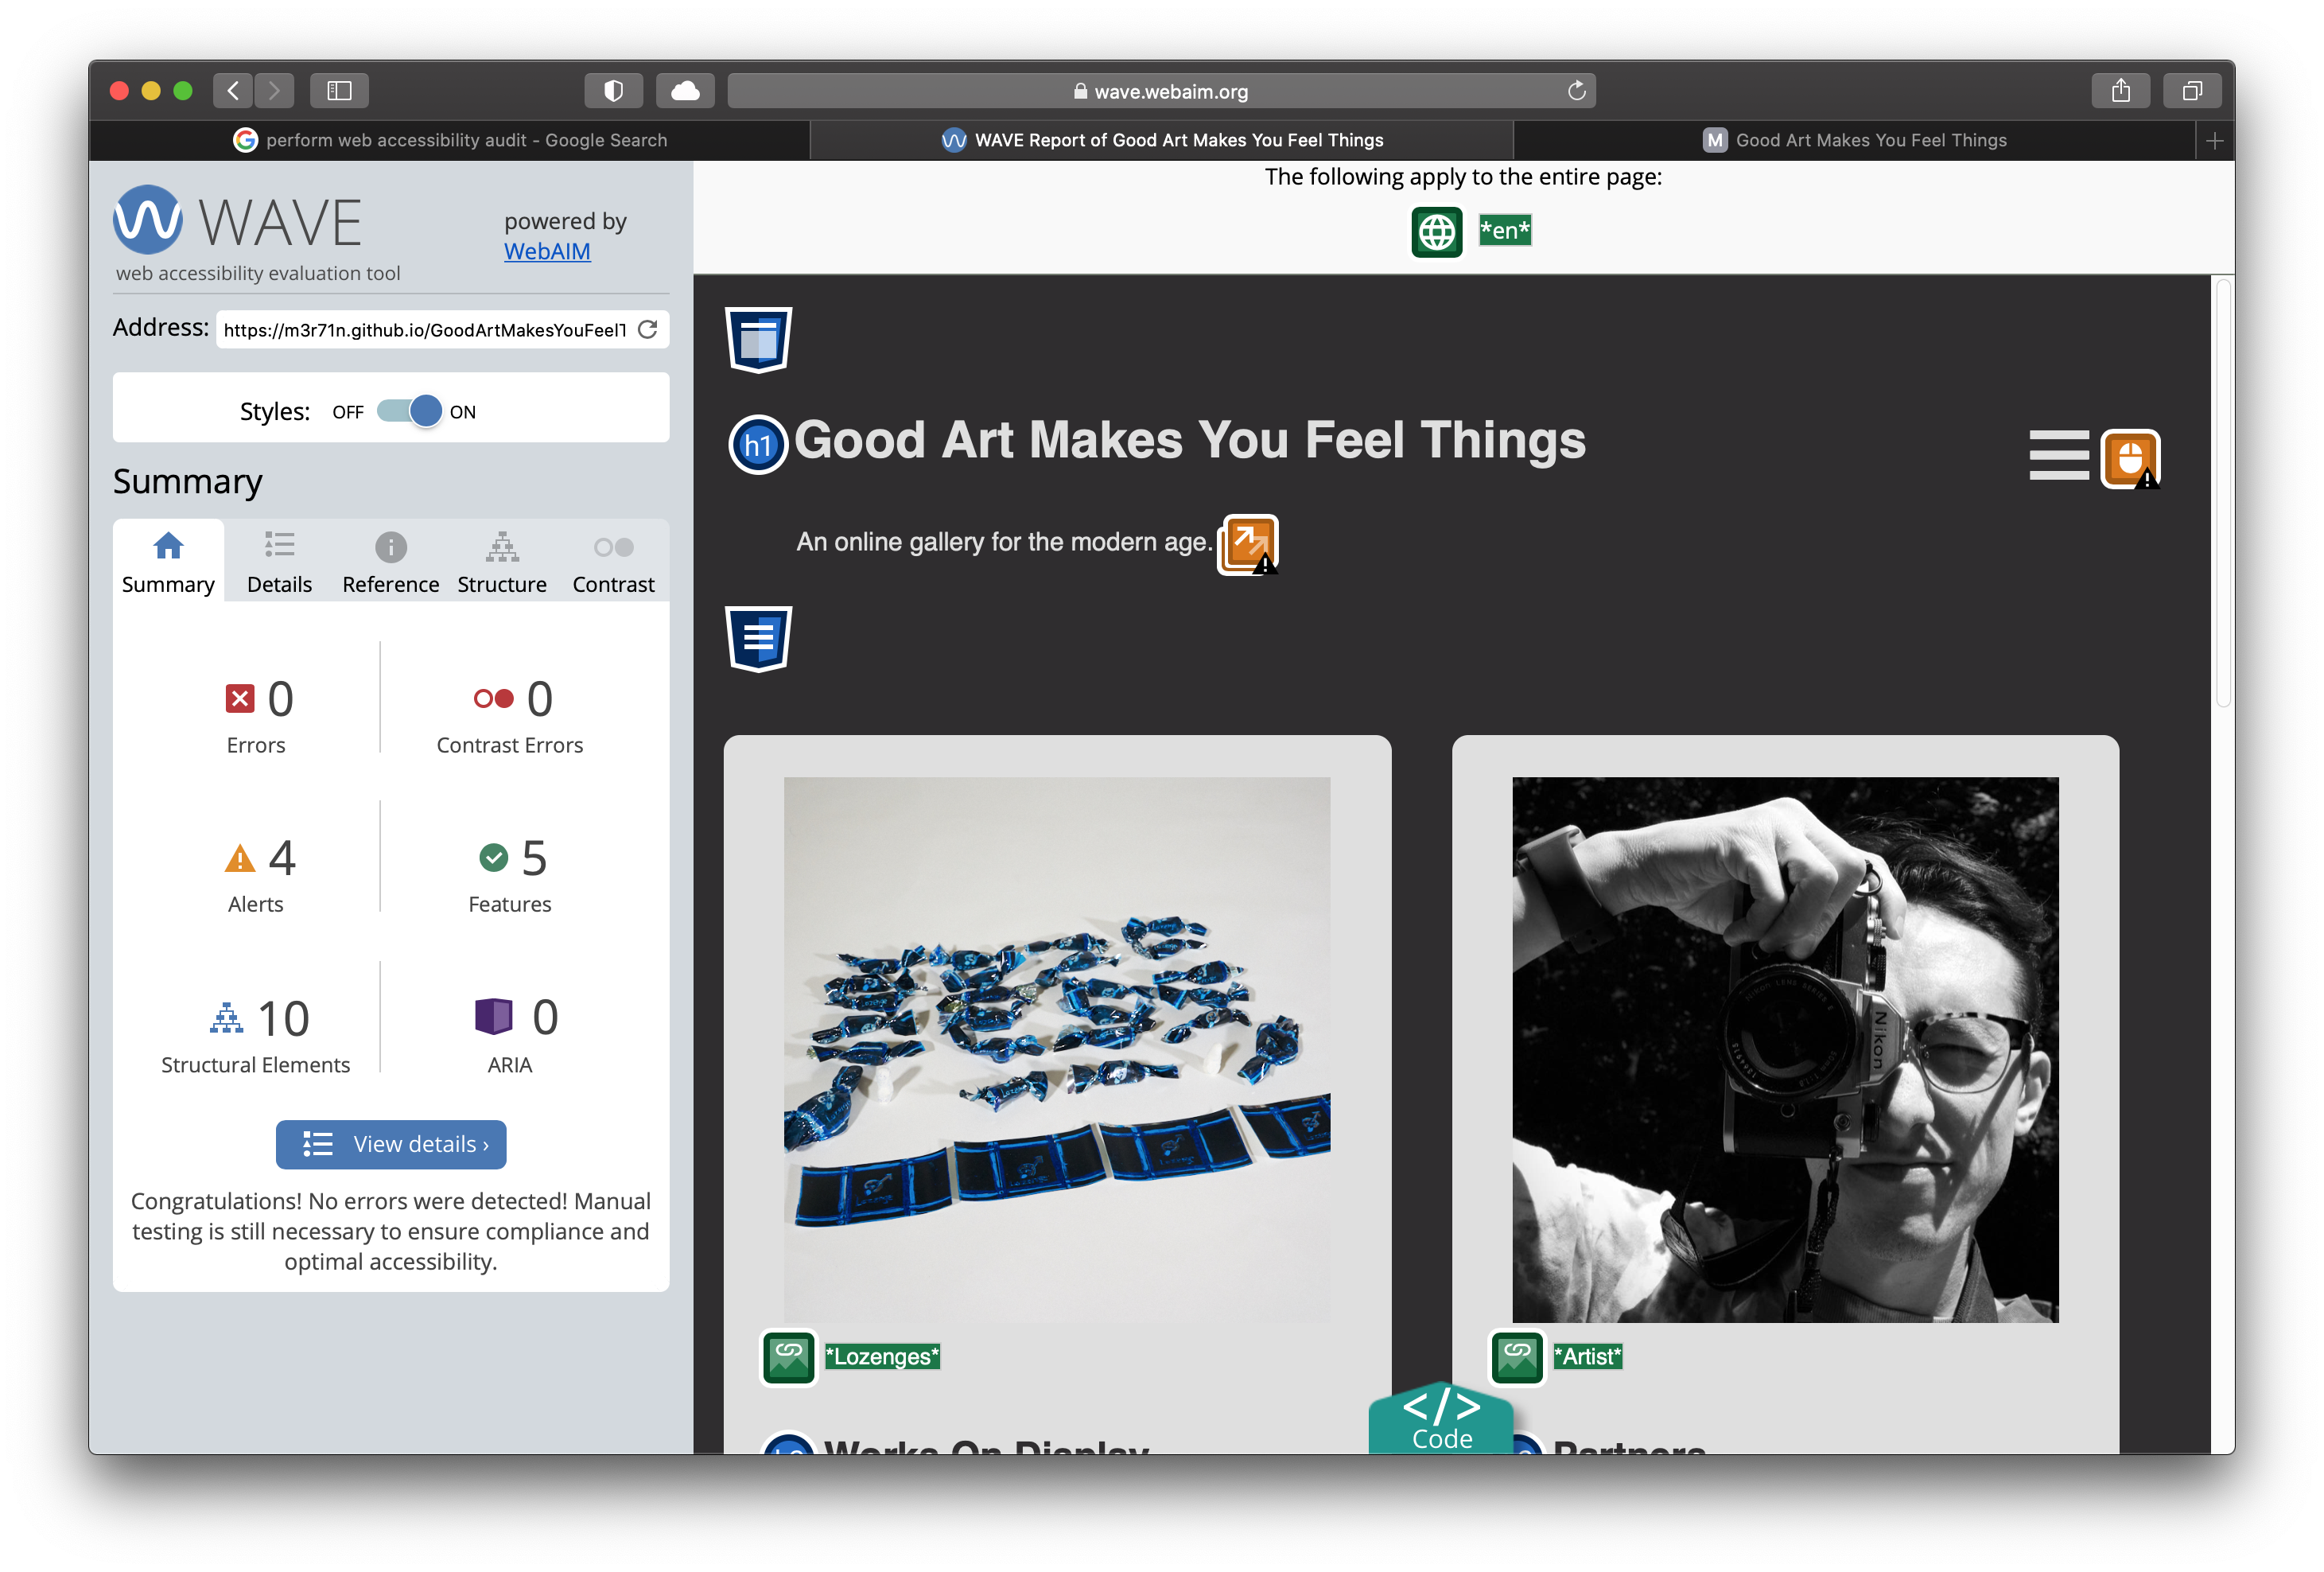 wave.webaim.org
perform web accessibility audit - Google Search
WAVE Report of Good Art Makes You Feel Things
M Good Art Makes You Feel Things
WAVE
powered by
WebAIM
web accessibility evaluation tool
Address: https://m3r71n.github.io/GoodArtMakesYouFeelT
Styles: OFF ON
Summary
Summary Details Reference Structure Contrast
0 Errors
0 Contrast Errors
4 Alerts
5 Features
10 Structural Elements
0 ARIA
View details ›
Congratulations! No errors were detected! Manual
testing is still necessary to ensure compliance and
optimal accessibility.
The following apply to the entire page:
*en*
h1 Good Art Makes You Feel Things
An online gallery for the modern age.
Nikon
*Lozenges*
*Artist*
Works On Display
Partners
</>
Code